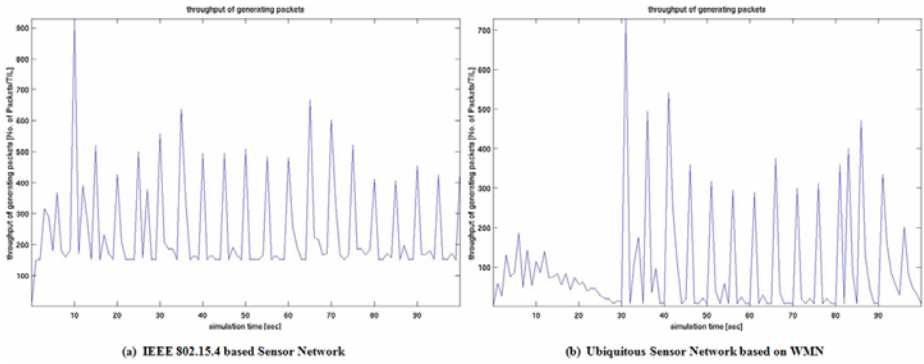 throughput of generating packets
throughput of generating packets [No. of Packets/TIL]
900
800
700
600
500
400
300
200
100
10 20 30 40 50 60 70 80 90
simulation time [sec]
(a) IEEE 802.15.4 based Sensor Network
throughput of generating packets
throughput of generating packets [No. of Packets/TIL]
700
600
500
400
300
200
100
10 20 30 40 50 60 70 80 90
simulation time [sec]
(b) Ubiquitous Sensor Network based on WMN